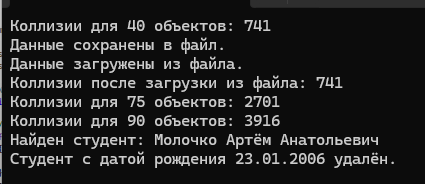 Коллизии для 40 объектов: 741
Данные сохранены в файл.
Данные загружены из файла.
Коллизии после загрузки из файла: 741
Коллизии для 75 объектов: 2701
Коллизии для 90 объектов: 3916
Найден студент: Молочко Артём Анатольевич
Студент с датой рождения 23.01.2006 удалён.